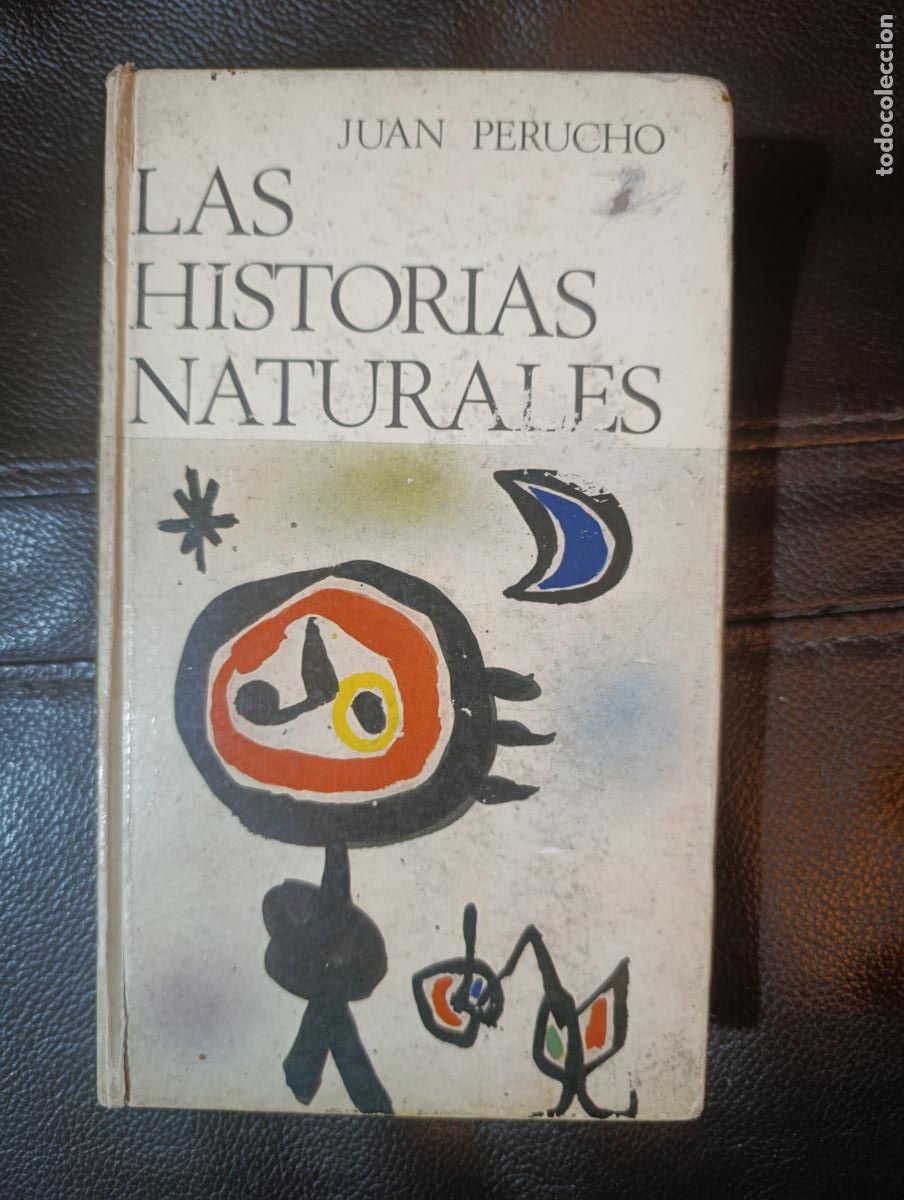 JUAN PERUCHO
LAS
HISTORIAS
NATURALES
todocoleccion